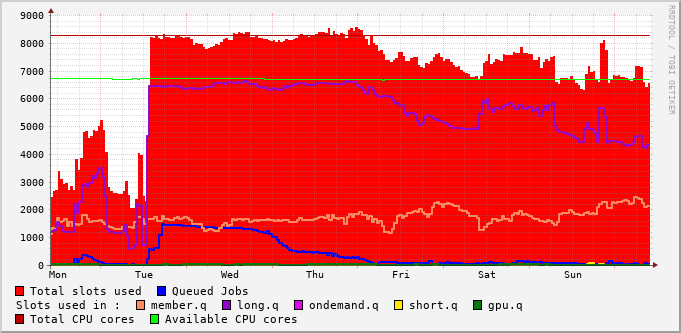 9000
8000
7000
6000
5000
4000
3000
2000
1000
0
Mon Tue Wed Thu Fri Sat Sun
RRDTOOL / TOBI OETIKER
Total slots used Queued Jobs
Slots used in : member.q long.q ondemand.q short.q gpu.q
Total CPU cores Available CPU cores